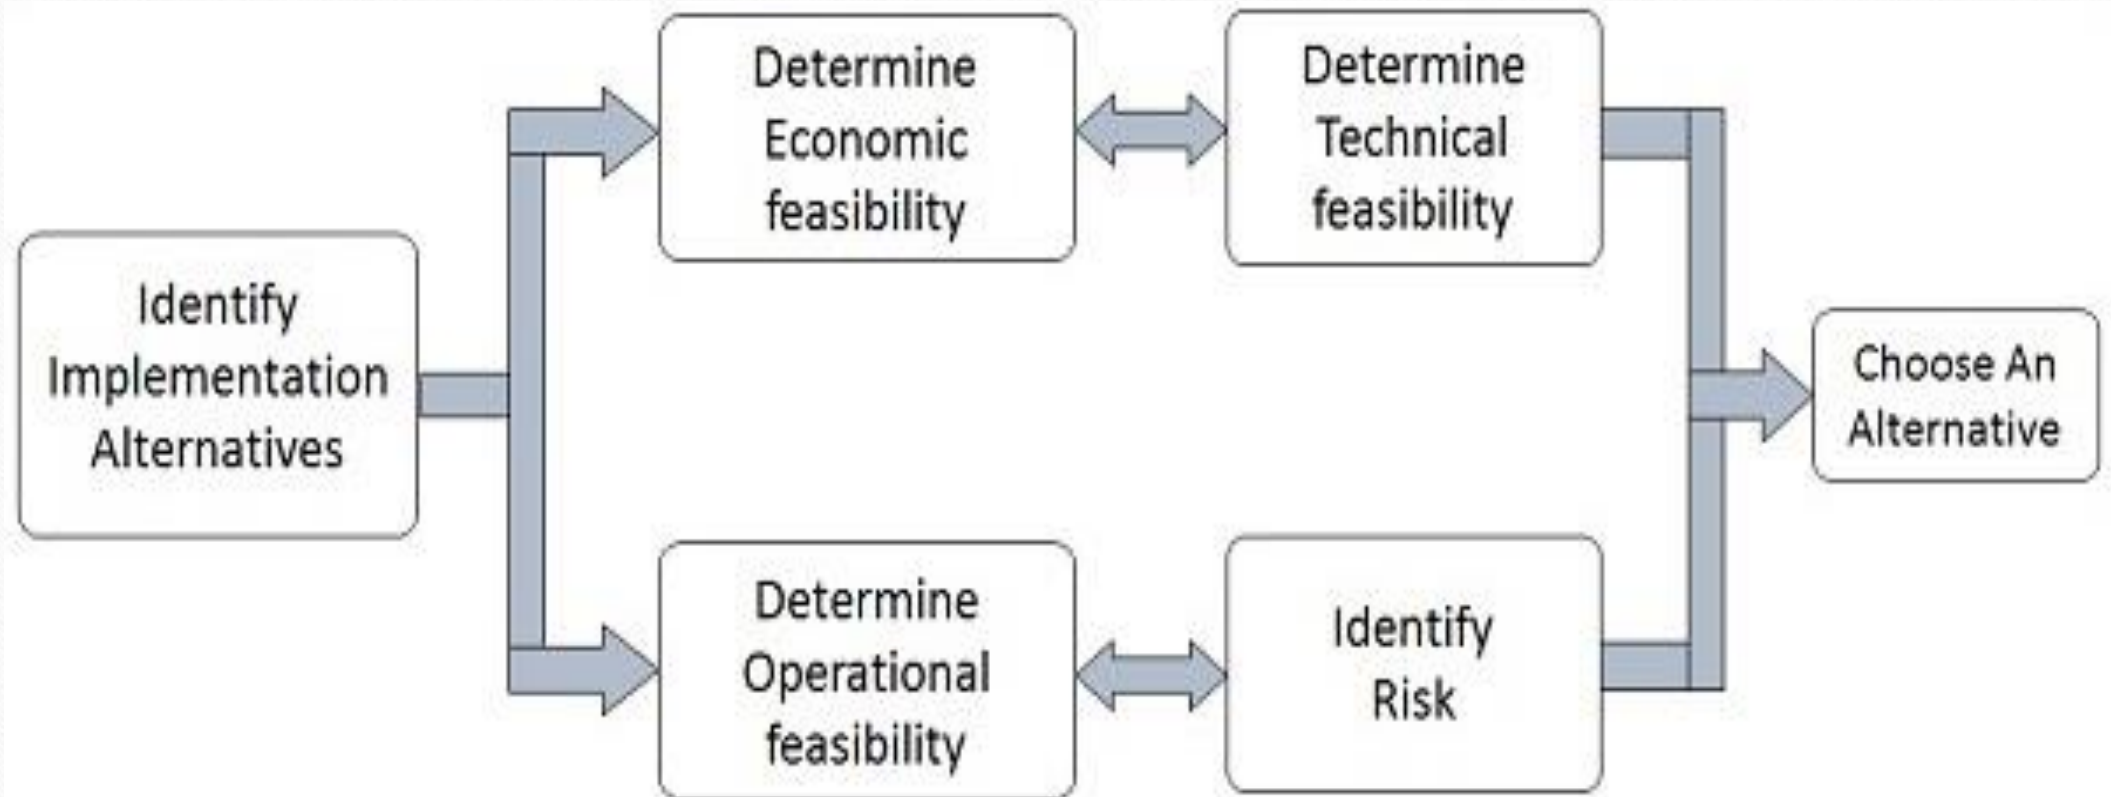 Identify
Implementation
Alternatives
Determine
Economic
feasibility
Determine
Technical
feasibility
Determine
Operational
feasibility
Identify
Risk
Choose An
Alternative